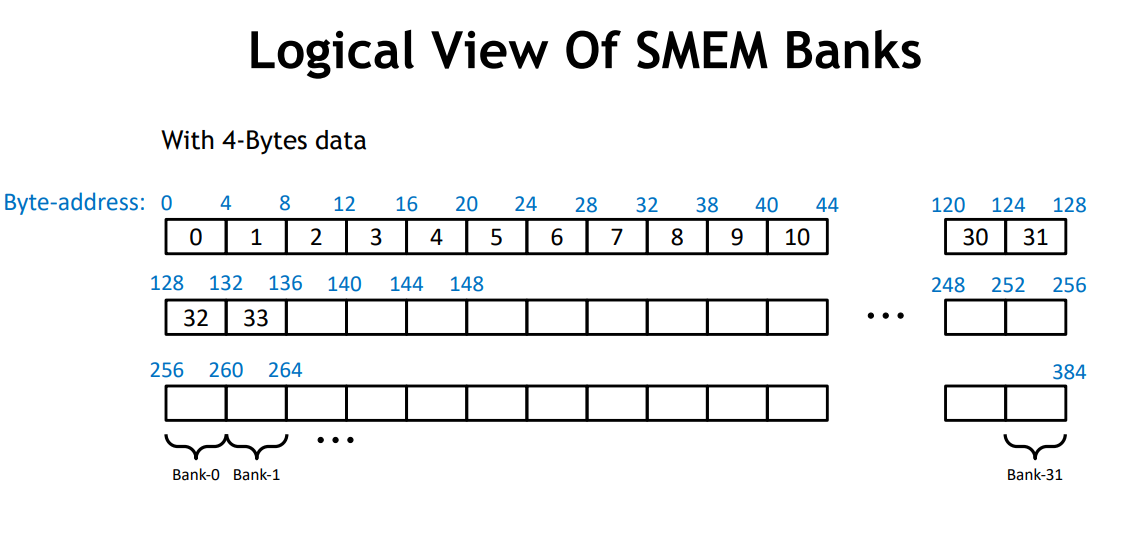 Logical View Of SMEM Banks
With 4-Bytes data
Byte-address: 0 4 8 12 16 20 24 28 32 38 40 44 120 124 128
0 1 2 3 4 5 6 7 8 9 10 30 31
128 132 136 140 144 148 248 252 256
32 33 ...
256 260 264 384
...
Bank-0 Bank-1 Bank-31